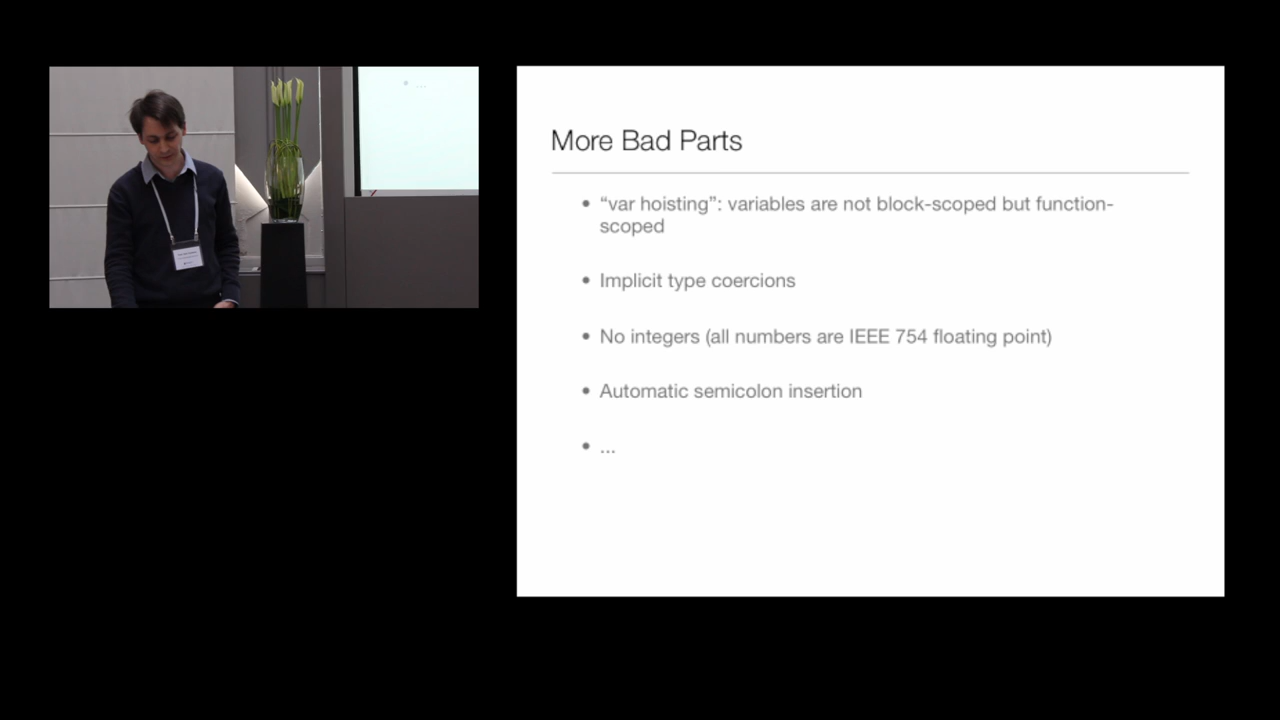 More Bad Parts
• “var hoisting”: variables are not block-scoped but function-
scoped
• Implicit type coercions
• No integers (all numbers are IEEE 754 floating point)
• Automatic semicolon insertion
• ...